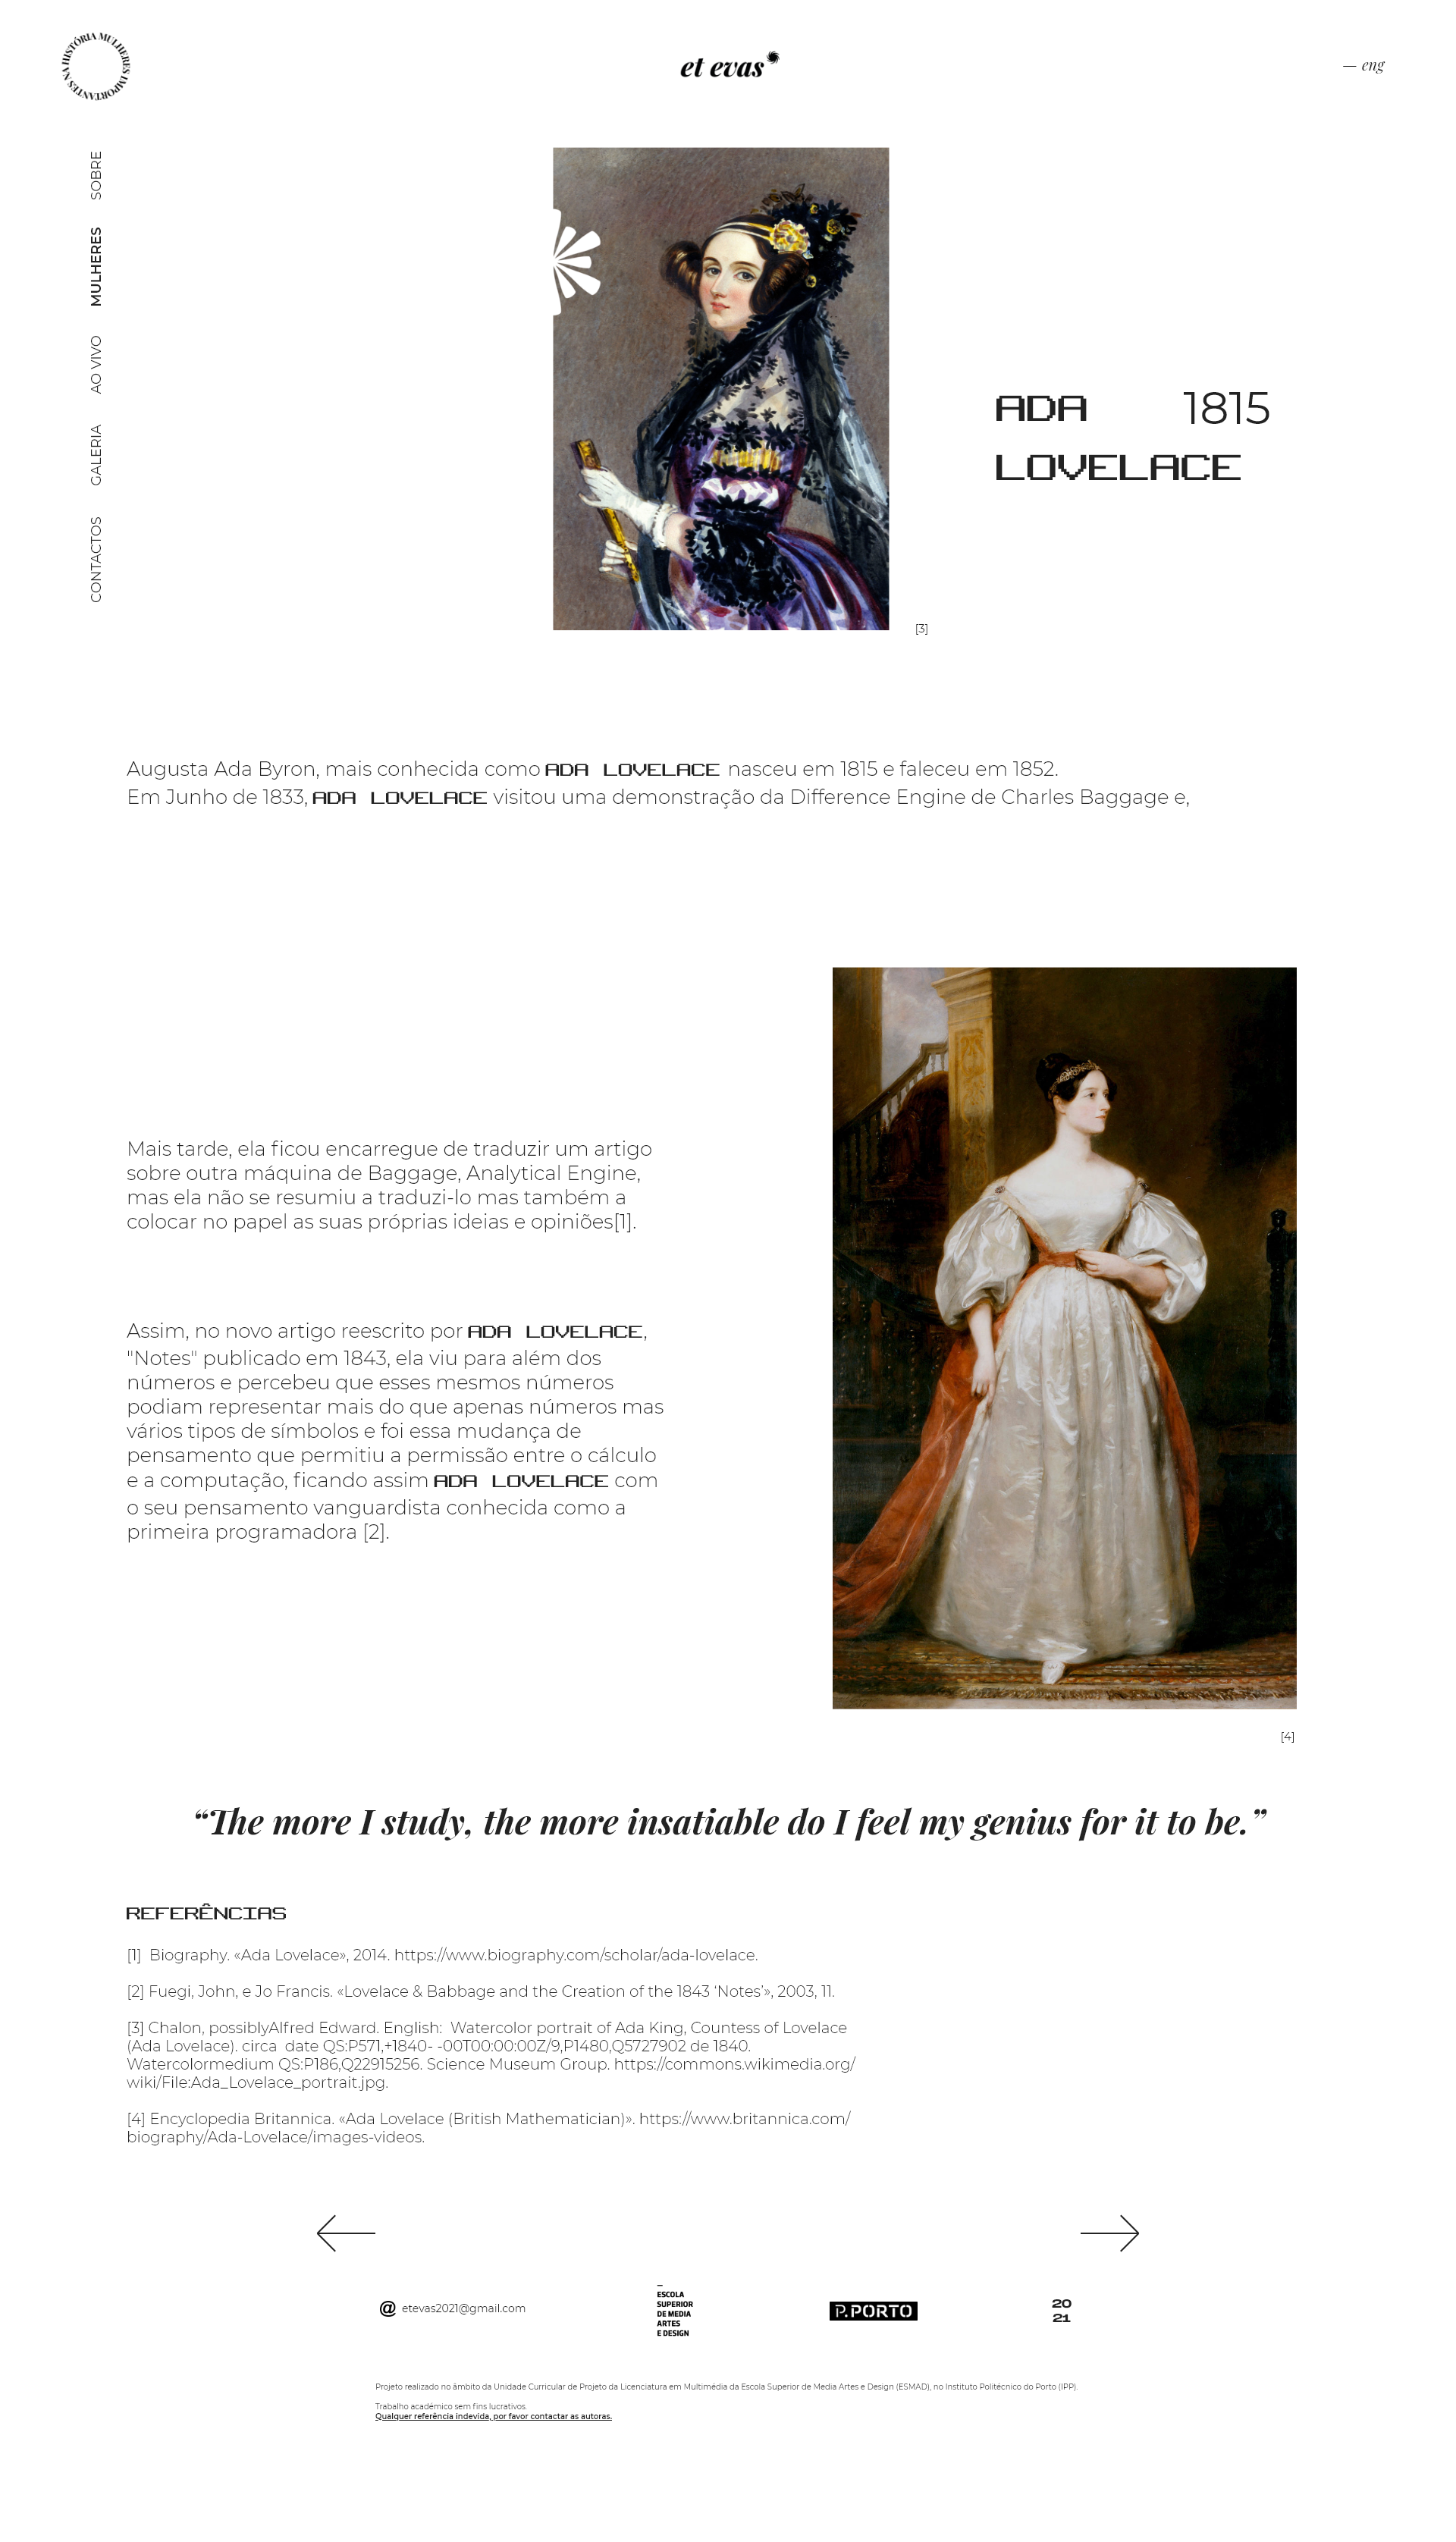 MULHERES IMPORTANTES NA HISTÓRIA
et evas
— eng
SOBRE
MULHERES
AO VIVO
GALERIA
CONTACTOS
ADA 1815
LOVELACE
[3]
Augusta Ada Byron, mais conhecida como ADA LOVELACE nasceu em 1815 e faleceu em 1852.
Em Junho de 1833, ADA LOVELACE visitou uma demonstração da Difference Engine de Charles Baggage e,
Mais tarde, ela ficou encarregue de traduzir um artigo
sobre outra máquina de Baggage, Analytical Engine,
mas ela não se resumiu a traduzi-lo mas também a
colocar no papel as suas próprias ideias e opiniões[1].
Assim, no novo artigo reescrito por ADA LOVELACE,
"Notes" publicado em 1843, ela viu para além dos
números e percebeu que esses mesmos números
podiam representar mais do que apenas números mas
vários tipos de símbolos e foi essa mudança de
pensamento que permitiu a permissão entre o cálculo
e a computação, ficando assim ADA LOVELACE com
o seu pensamento vanguardista conhecida como a
primeira programadora [2].
[4]
“The more I study, the more insatiable do I feel my genius for it to be.”
REFERÊNCIAS
[1] Biography. «Ada Lovelace», 2014. https://www.biography.com/scholar/ada-lovelace.
[2] Fuegi, John, e Jo Francis. «Lovelace & Babbage and the Creation of the 1843 ‘Notes’», 2003, 11.
[3] Chalon, possiblyAlfred Edward. English: Watercolor portrait of Ada King, Countess of Lovelace
(Ada Lovelace). circa date QS:P571,+1840- -00T00:00:00Z/9,P1480,Q5727902 de 1840.
Watercolormedium QS:P186,Q22915256. Science Museum Group. https://commons.wikimedia.org/
wiki/File:Ada_Lovelace_portrait.jpg.
[4] Encyclopedia Britannica. «Ada Lovelace (British Mathematician)». https://www.britannica.com/
biography/Ada-Lovelace/images-videos.
@ etevas2021@gmail.com
ESCOLA
SUPERIOR
DE MEDIA
ARTES
E DESIGN
P.PORTO
20
21
Projeto realizado no âmbito da Unidade Curricular de Projeto da Licenciatura em Multimédia da Escola Superior de Media Artes e Design (ESMAD), no Instituto Politécnico do Porto (IPP).
Trabalho académico sem fins lucrativos.
Qualquer referência indevida, por favor contactar as autoras.